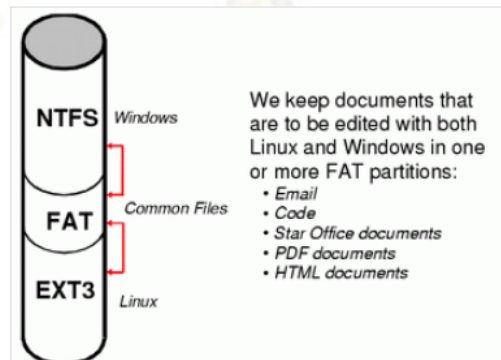 NTFS
Windows
Common Files
FAT
EXT3
Linux
We keep documents that
are to be edited with both
Linux and Windows in one
or more FAT partitions:
• Email
• Code
• Star Office documents
• PDF documents
• HTML documents